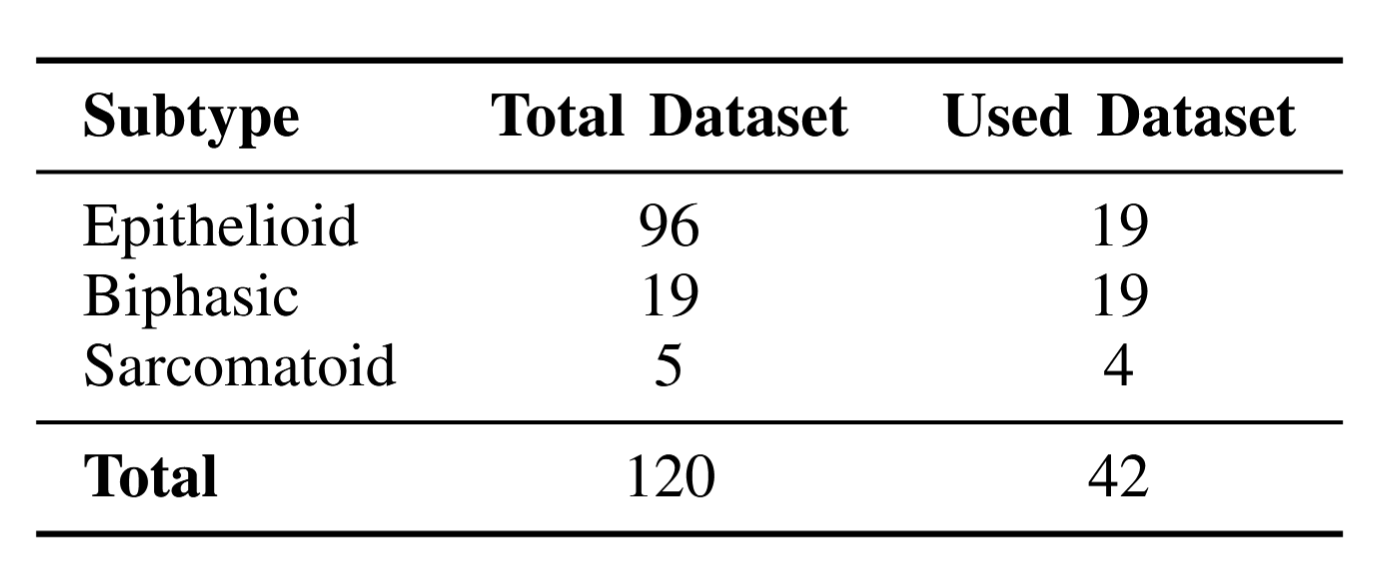 Subtype Total Dataset Used Dataset
Epithelioid 96 19
Biphasic 19 19
Sarcomatoid 5 4
Total 120 42